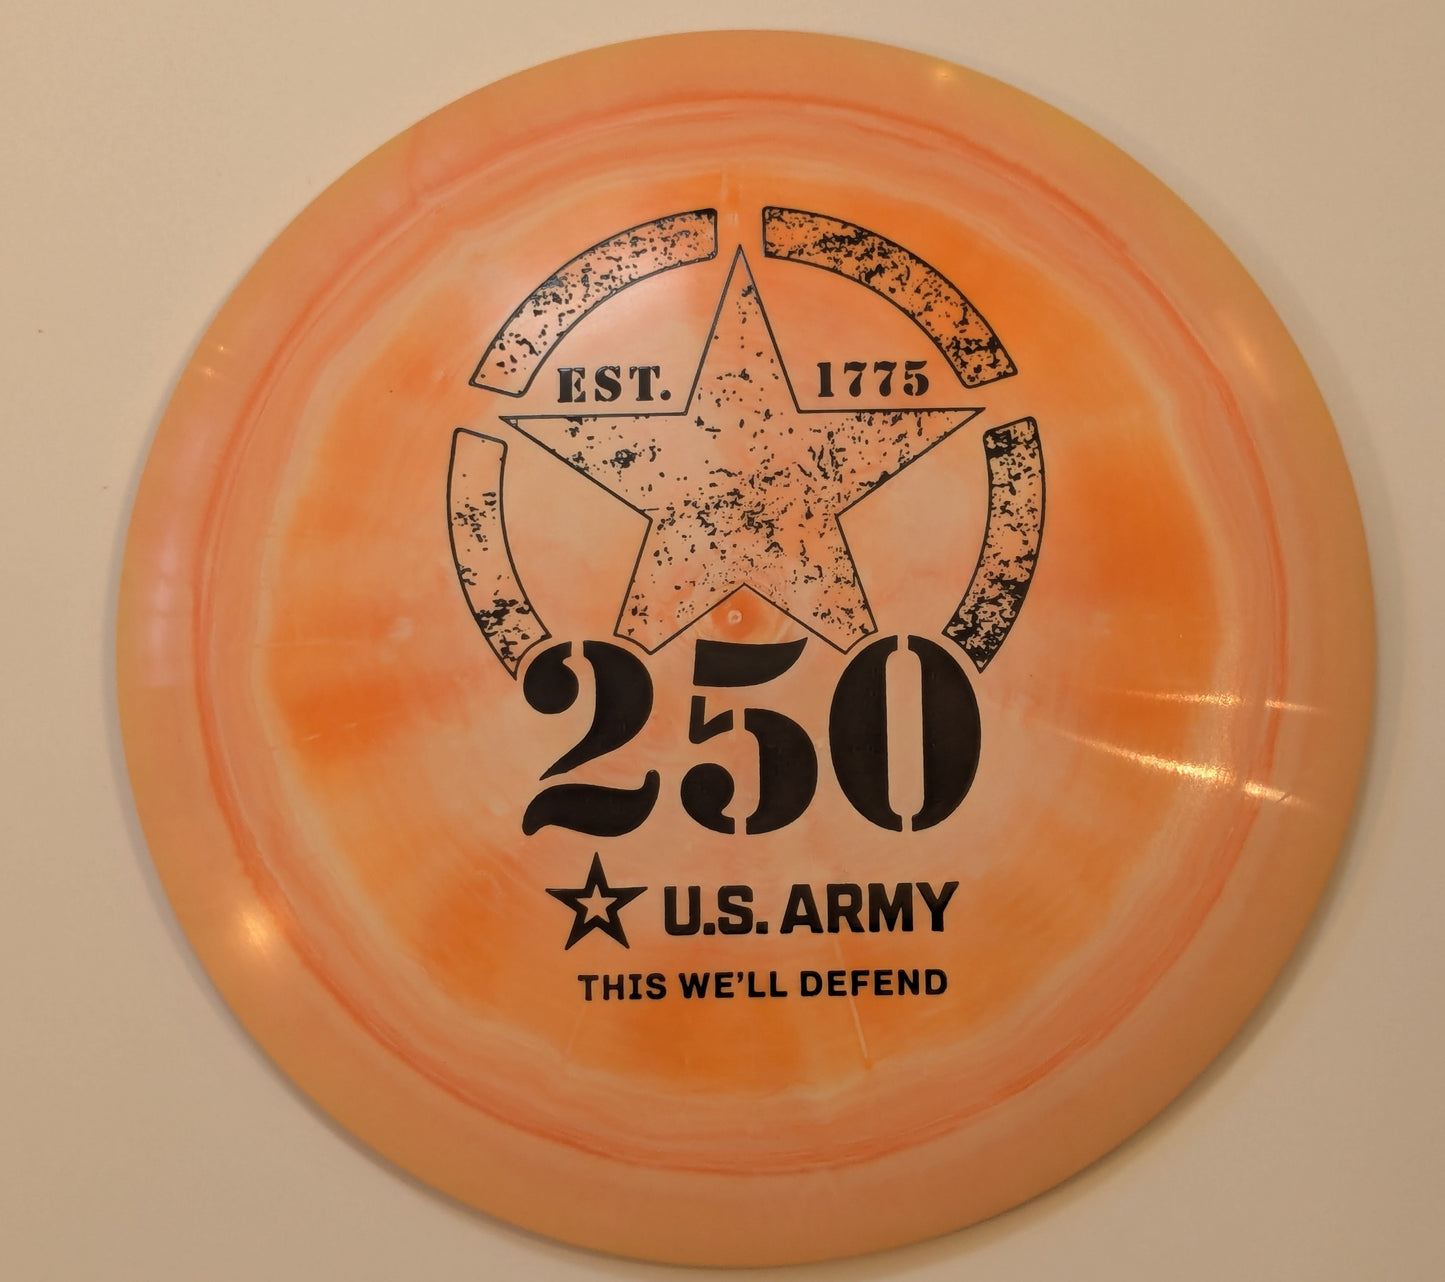 EST. 1775
250
U.S. ARMY
THIS WE'LL DEFEND